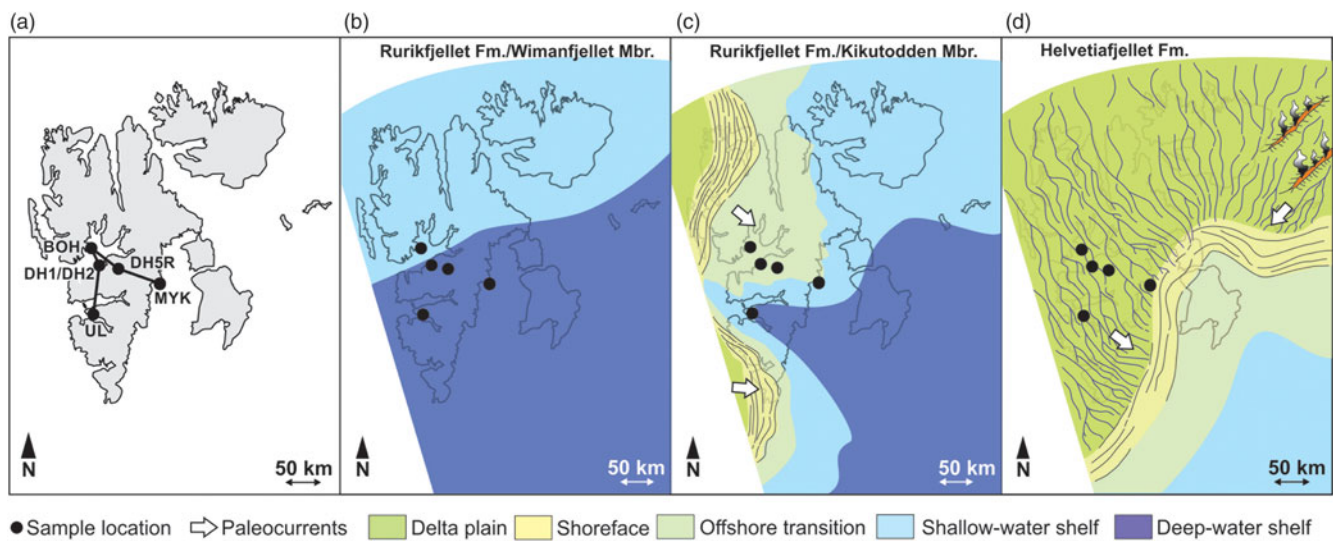 (a)
(b)
(c)
(d)
Rurikfjellet Fm./Wimanfjellet Mbr.
Rurikfjellet Fm./Kikutodden Mbr.
Helvetiafjellet Fm.
BOH
DH1/DH2
DH5R
MYK
UL
N
50 km
N
50 km
N
50 km
N
50 km
Sample location
Paleocurrents
Delta plain
Shoreface
Offshore transition
Shallow-water shelf
Deep-water shelf